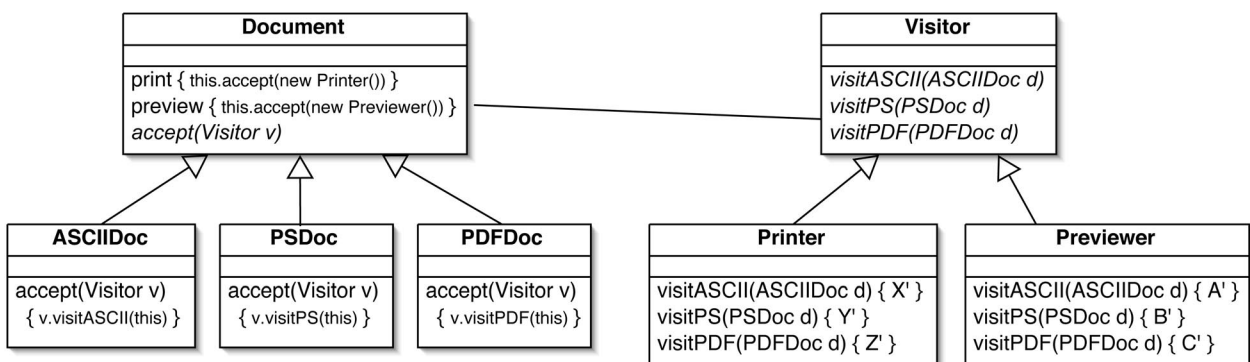 Document
print { this.accept(new Printer()) }
preview { this.accept(new Previewer()) }
accept(Visitor v)
Visitor
visitASCII(ASCIIDoc d)
visitPS(PSDoc d)
visitPDF(PDFDoc d)
ASCIIDoc
accept(Visitor v)
{ v.visitASCII(this) }
PSDoc
accept(Visitor v)
{ v.visitPS(this) }
PDFDoc
accept(Visitor v)
{ v.visitPDF(this) }
Printer
visitASCII(ASCIIDoc d) { X' }
visitPS(PSDoc d) { Y' }
visitPDF(PDFDoc d) { Z' }
Previewer
visitASCII(ASCIIDoc d) { A' }
visitPS(PSDoc d) { B' }
visitPDF(PDFDoc d) { C' }